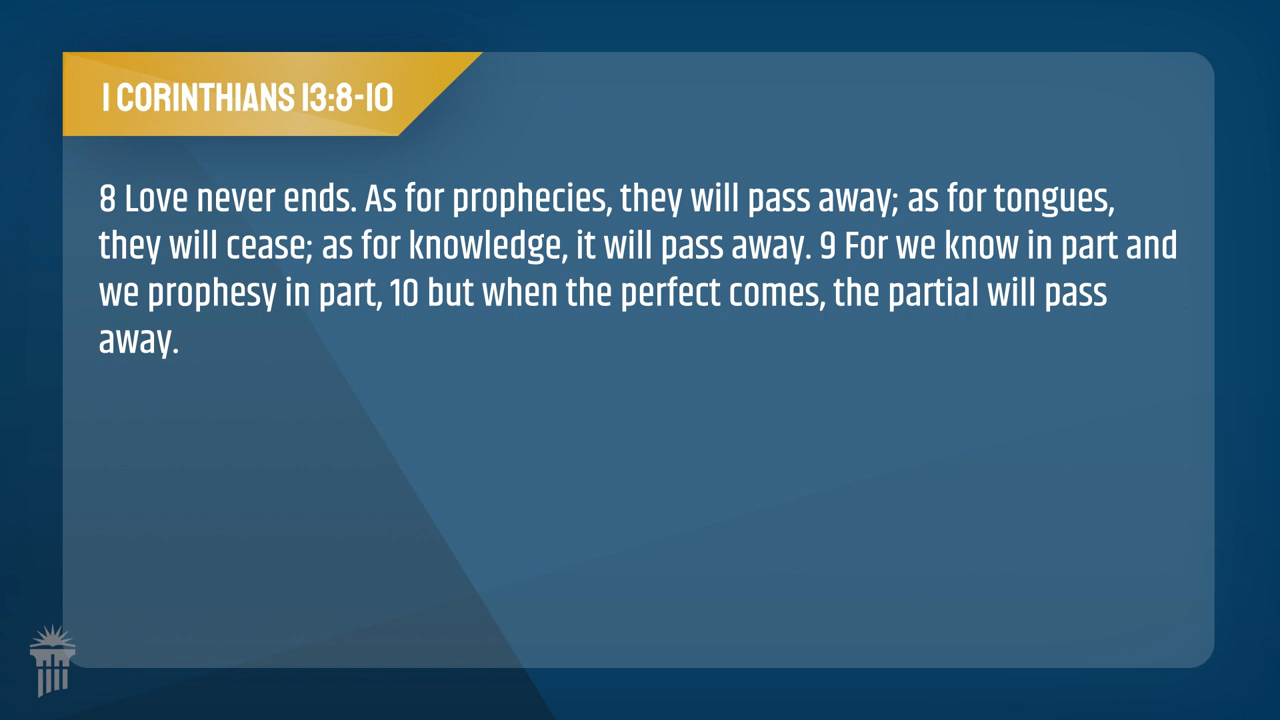 1 CORINTHIANS 13:8-10
8 Love never ends. As for prophecies, they will pass away; as for tongues,
they will cease; as for knowledge, it will pass away. 9 For we know in part and
we prophesy in part, 10 but when the perfect comes, the partial will pass
away.